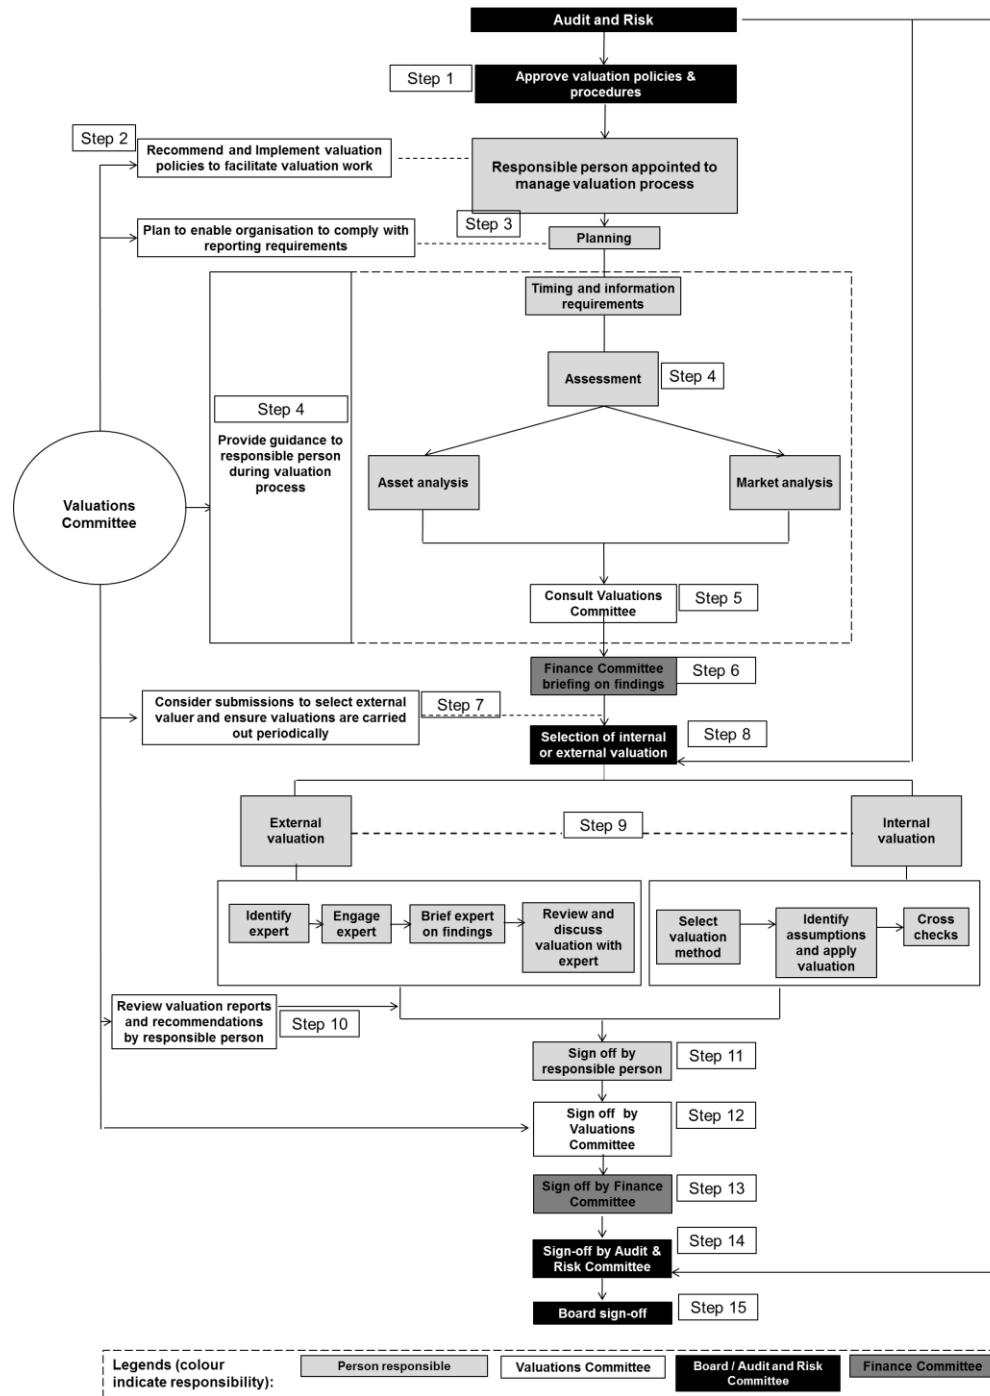 Audit and Risk
Step 1
Approve valuation policies &
procedures
Step 2
Recommend and Implement valuation
policies to facilitate valuation work
Responsible person appointed to
manage valuation process
Step 3
Plan to enable organisation to comply with
reporting requirements
Planning
Timing and information
requirements
Assessment
Step 4
Step 4
Provide guidance to
responsible person
during valuation
process
Asset analysis
Market analysis
Valuations
Committee
Consult Valuations
Committee
Step 5
Finance Committee
briefing on findings
Step 6
Consider submissions to select external
valuer and ensure valuations are carried
out periodically
Step 7
Selection of internal
or external valuation
Step 8
External
valuation
Step 9
Internal
valuation
Identify
expert
Engage
expert
Brief expert
on findings
Review and
discuss
valuation with
expert
Select
valuation
method
Identify
assumptions
and apply
valuation
Cross
checks
Review valuation reports
and recommendations
by responsible person
Step 10
Sign off by
responsible person
Step 11
Sign off by
Valuations
Committee
Step 12
Sign off by Finance
Committee
Step 13
Sign-off by Audit &
Risk Committee
Step 14
Board sign-off
Step 15
Legends (colour
indicate responsibility):
Person responsible
Valuations Committee
Board / Audit and Risk
Committee
Finance Committee